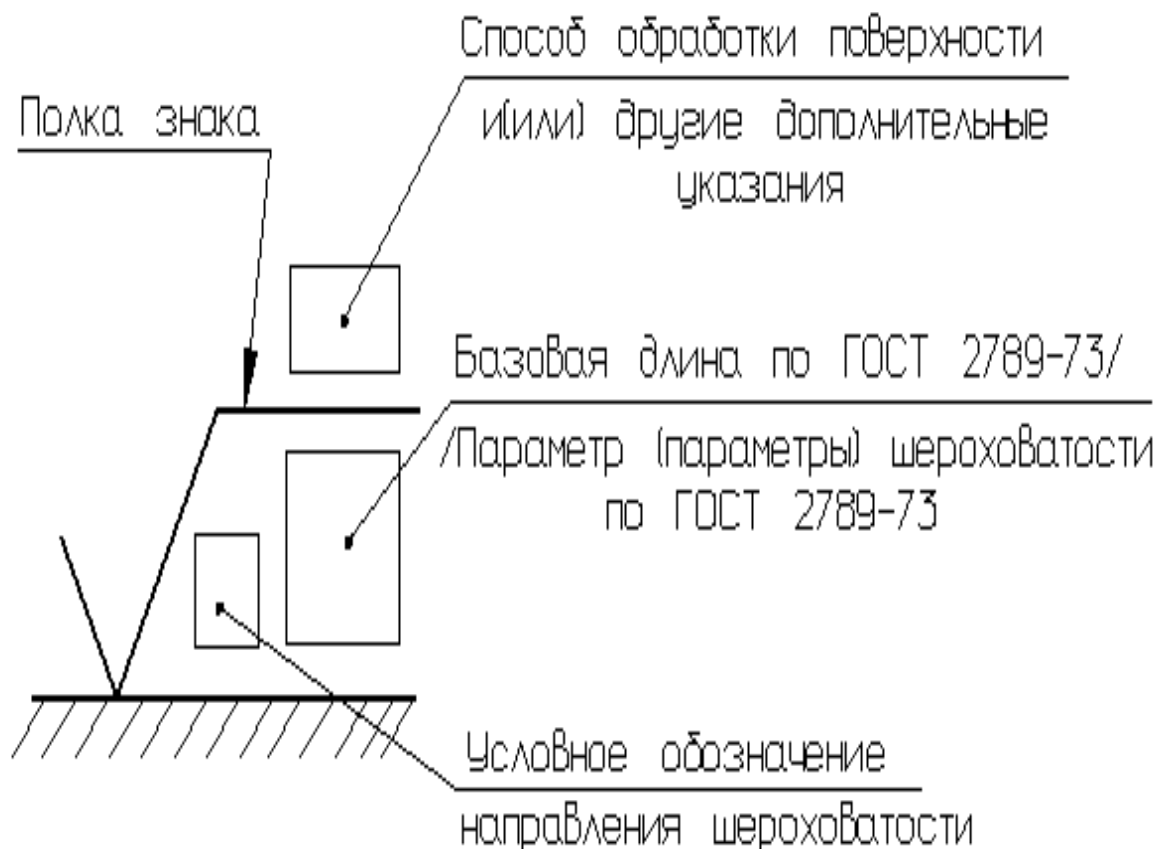 Способ обработки поверхности
и(или) другие дополнительные
указания
Полка знака
Базовая длина по ГОСТ 2789-73/
/Параметр (параметры) шероховатости
по ГОСТ 2789-73
Условное обозначение
направления шероховатости